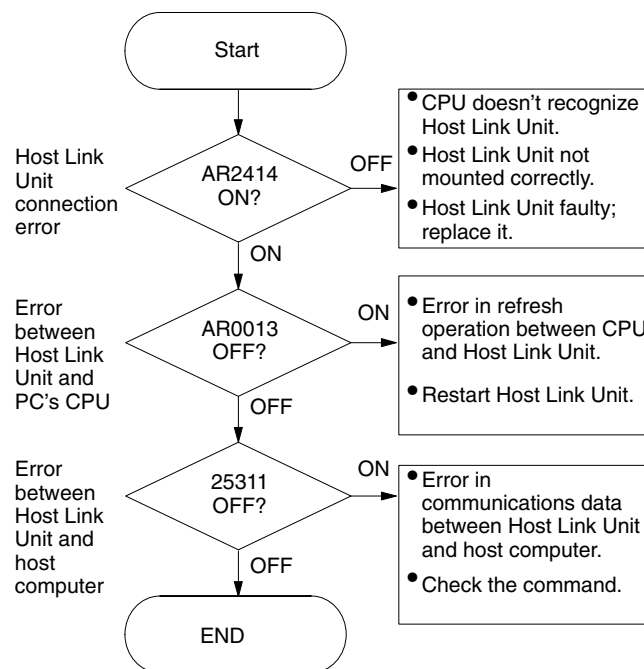 Start
Host Link
Unit
connection
error
AR2414
ON?
OFF
● CPU doesn't recognize
Host Link Unit.
● Host Link Unit not
mounted correctly.
● Host Link Unit faulty;
replace it.
ON
Error
between
Host Link
Unit and
PC's CPU
AR0013
OFF?
ON
● Error in refresh
operation between CPU
and Host Link Unit.
● Restart Host Link Unit.
OFF
Error
between
Host Link
Unit and
host
computer
25311
OFF?
ON
● Error in
communications data
between Host Link Unit
and host computer.
● Check the command.
OFF
END